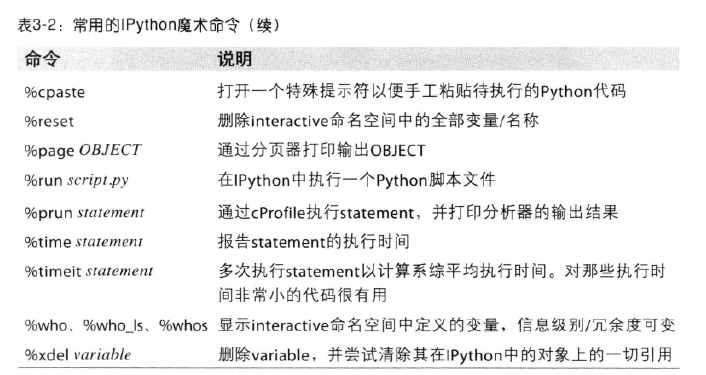 表3-2：常用的IPython魔术命令（续）
命令 说明
%cpaste 打开一个特殊提示符以便手工粘贴待执行的Python代码
%reset 删除interactive命名空间中的全部变量/名称
%page OBJECT 通过分页器打印输出OBJECT
%run script.py 在IPython中执行一个Python脚本文件
%prun statement 通过cProfile执行statement，并打印分析器的输出结果
%time statement 报告statement的执行时间
%timeit statement 多次执行statement以计算系综平均执行时间。对那些执行时
间非常小的代码很有用
%who、%who_ls、%whos 显示interactive命名空间中定义的变量，信息级别/冗余度可变
%xdel variable 删除variable，并尝试清除其在IPython中的对象上的一切引用